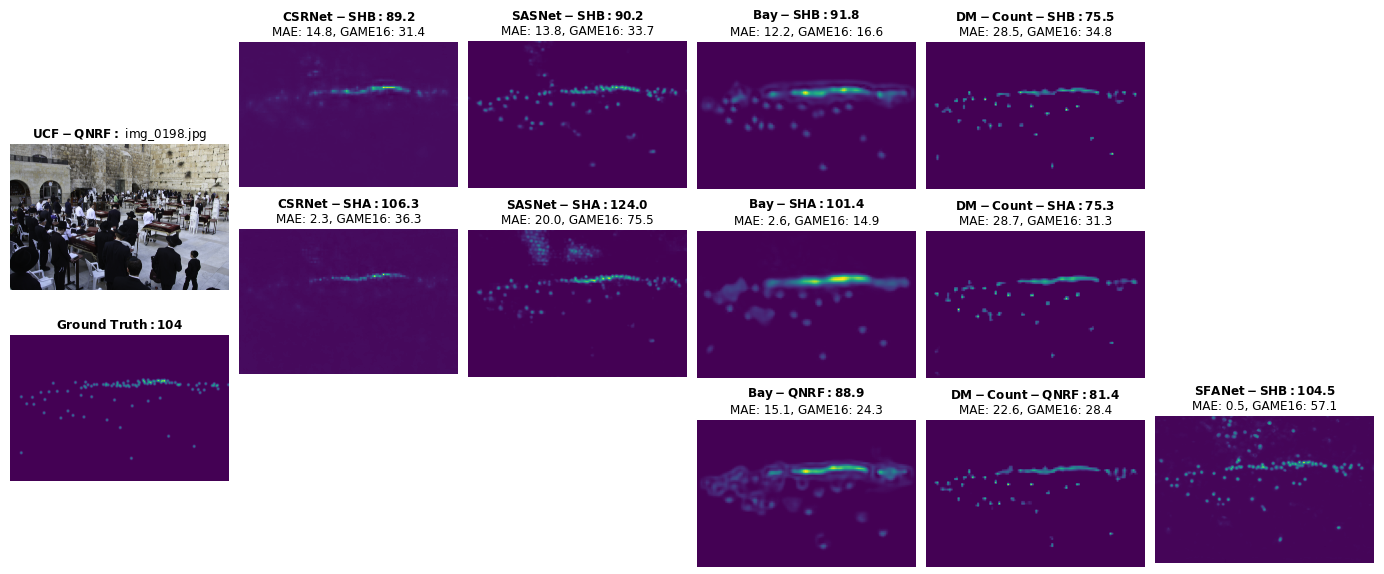 CSRNet − SHB : 89.2
MAE: 14.8, GAME16: 31.4
SASNet − SHB : 90.2
MAE: 13.8, GAME16: 33.7
Bay − SHB : 91.8
MAE: 12.2, GAME16: 16.6
DM − Count − SHB : 75.5
MAE: 28.5, GAME16: 34.8
UCF − QNRF : img_0198.jpg
CSRNet − SHA : 106.3
MAE: 2.3, GAME16: 36.3
SASNet − SHA : 124.0
MAE: 20.0, GAME16: 75.5
Bay − SHA : 101.4
MAE: 2.6, GAME16: 14.9
DM − Count − SHA : 75.3
MAE: 28.7, GAME16: 31.3
Ground Truth : 104
Bay − QNRF : 88.9
MAE: 15.1, GAME16: 24.3
DM − Count − QNRF : 81.4
MAE: 22.6, GAME16: 28.4
SFANet − SHB : 104.5
MAE: 0.5, GAME16: 57.1